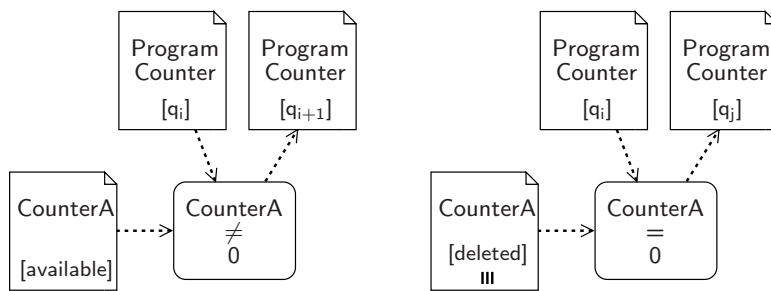 Program
Counter
[qi]
Program
Counter
[qi+1]
CounterA
[available]
CounterA
≠
0
Program
Counter
[qi]
Program
Counter
[qj]
CounterA
[deleted]
CounterA
=
0